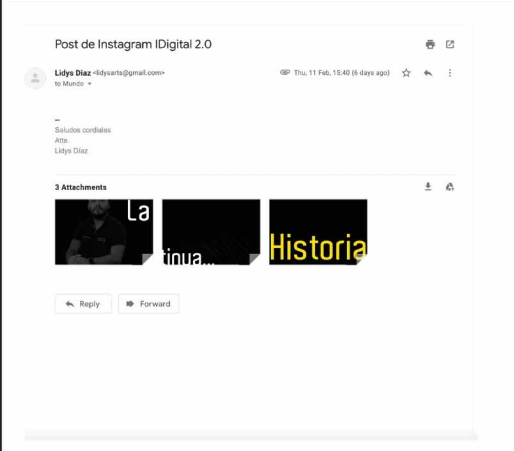 Post de Instagram IDigital 2.0
Lidys Diaz <lidysarts@gmail.com>
Thu, 11 Feb, 15:40 (6 days ago)
to Mundo
--
Saludos cordiales
Atte.
Lidys Díaz
3 Attachments
La
tinua...
Historia
Reply
Forward